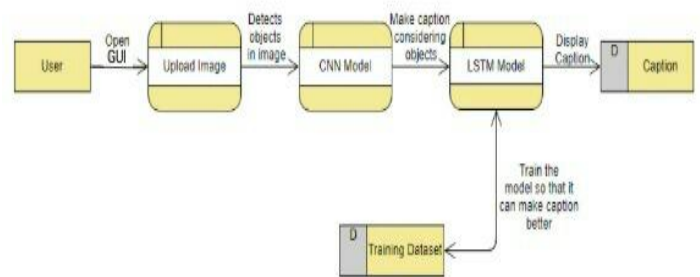 User
Open
GUI
Upload Image
Detects
objects
in image
CNN Model
Make caption
considering
objects
LSTM Model
Display
Caption
D
Caption
Train the
model so that it
can make caption
better
D
Training Dataset